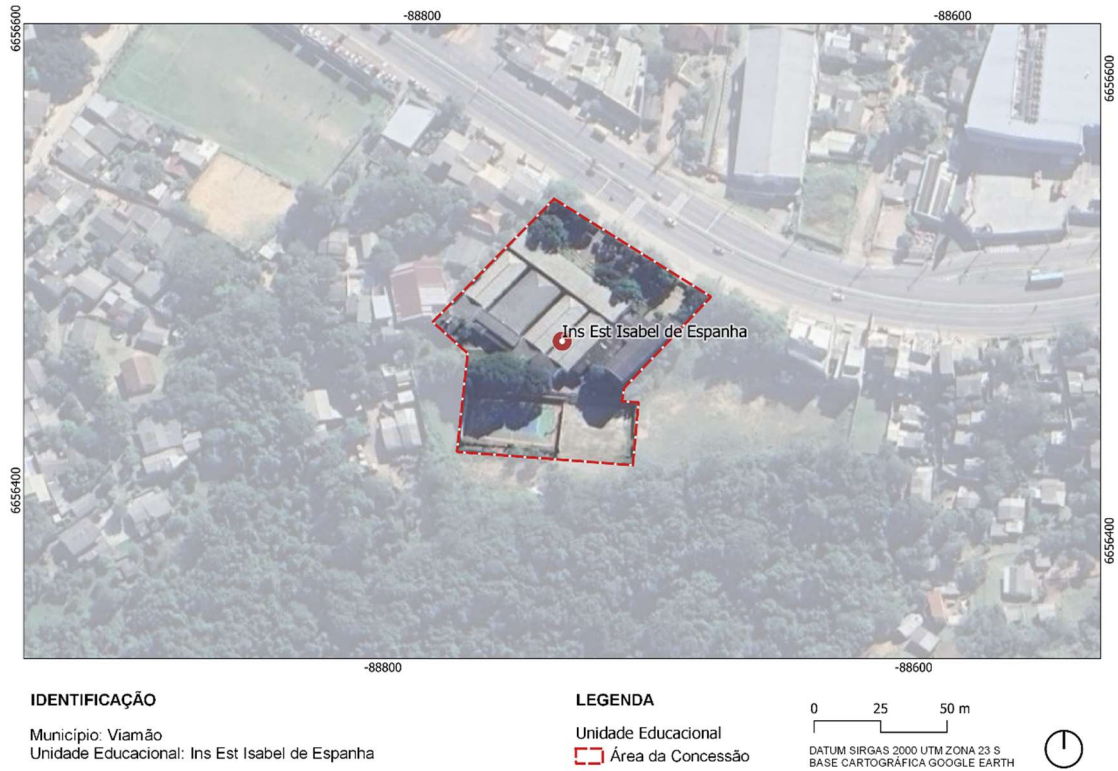 -88800
-88600
6656600
6656600
Ins Est Isabel de Espanha
6656400
6656400
-88800
-88600
IDENTIFICAÇÃO
Município: Viamão
Unidade Educacional: Ins Est Isabel de Espanha
LEGENDA
Unidade Educacional
Área da Concessão
0 25 50 m
DATUM SIRGAS 2000 UTM ZONA 23 S
BASE CARTOGRÁFICA GOOGLE EARTH